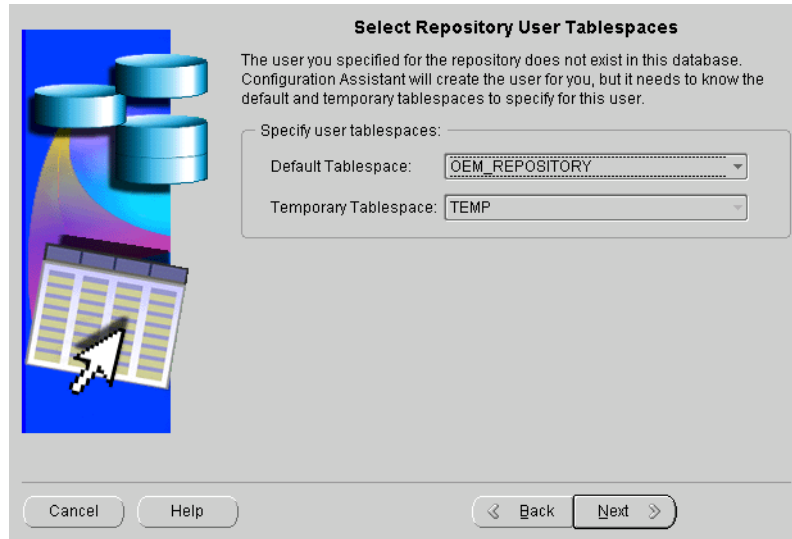 Select Repository User Tablespaces
The user you specified for the repository does not exist in this database.
Configuration Assistant will create the user for you, but it needs to know the
default and temporary tablespaces to specify for this user.
Specify user tablespaces:
Default Tablespace: OEM_REPOSITORY
Temporary Tablespace: TEMP
Cancel Help Back Next